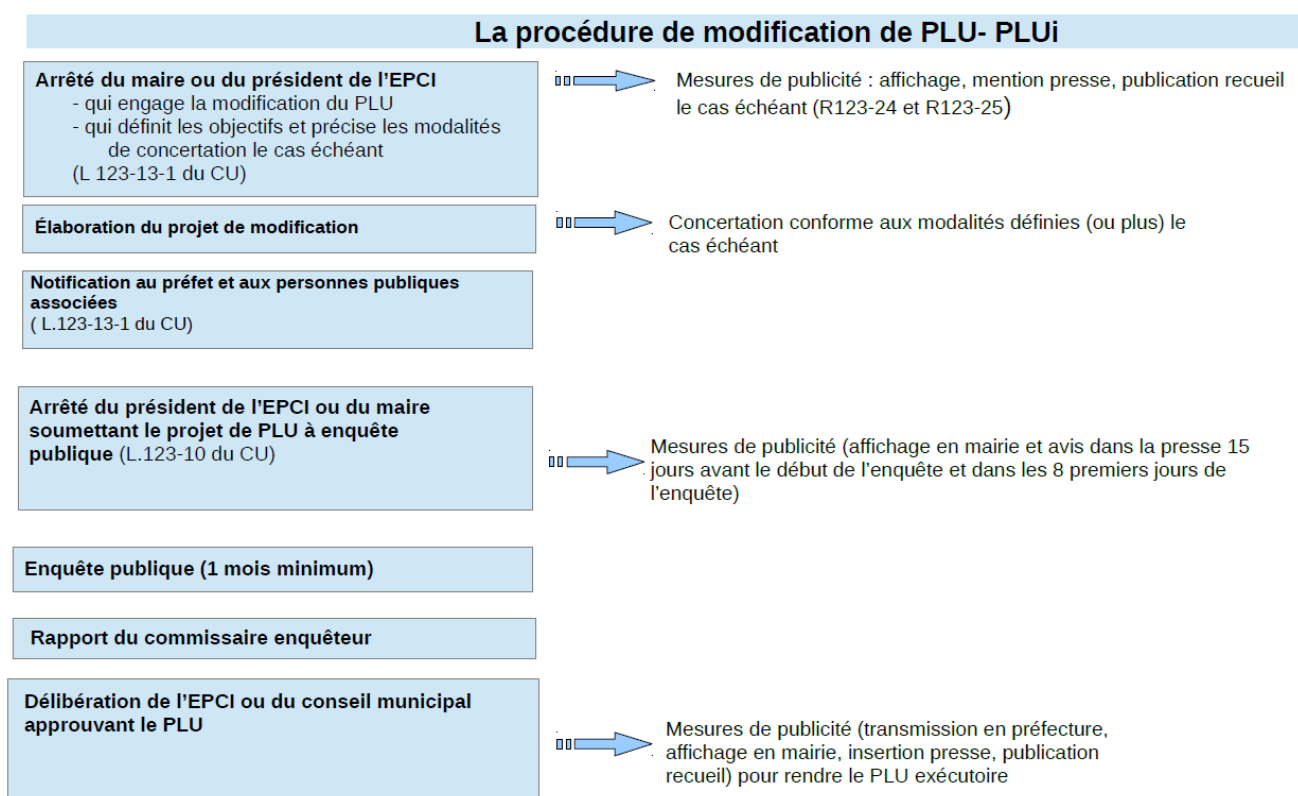 La procédure de modification de PLU- PLUi
Arrêté du maire ou du président de l'EPCI
- qui engage la modification du PLU
- qui définit les objectifs et précise les modalités
de concertation le cas échéant
(L 123-13-1 du CU)
Mesures de publicité : affichage, mention presse, publication recueil
le cas échéant (R123-24 et R123-25)
Élaboration du projet de modification
Concertation conforme aux modalités définies (ou plus) le
cas échéant
Notification au préfet et aux personnes publiques
associées
( L.123-13-1 du CU)
Arrêté du président de l'EPCI ou du maire
soumettant le projet de PLU à enquête
publique (L.123-10 du CU)
Mesures de publicité (affichage en mairie et avis dans la presse 15
jours avant le début de l'enquête et dans les 8 premiers jours de
l'enquête)
Enquête publique (1 mois minimum)
Rapport du commissaire enquêteur
Délibération de l'EPCI ou du conseil municipal
approuvant le PLU
Mesures de publicité (transmission en préfecture,
affichage en mairie, insertion presse, publication
recueil) pour rendre le PLU exécutoire